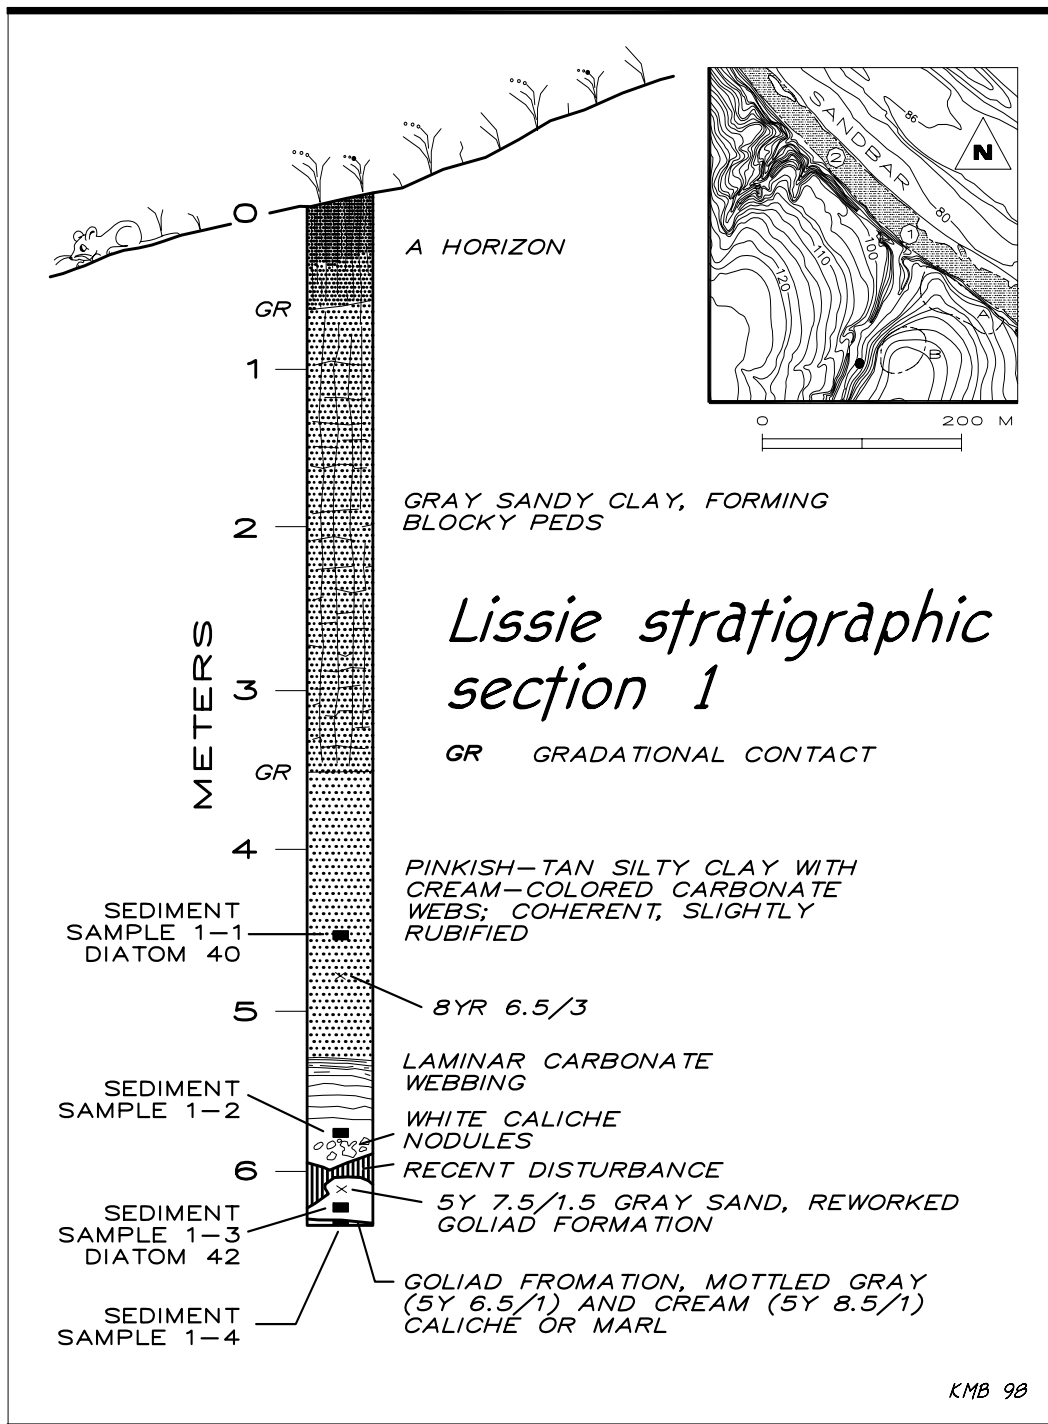 SANDBAR
86
N
2
80
1
100
110
120
A
B
0 200 M
0
A HORIZON
GR
1
2
GRAY SANDY CLAY, FORMING
BLOCKY PEDS
Lissie stratigraphic
section 1
METERS
3
GR GRADATIONAL CONTACT
GR
4
PINKISH-TAN SILTY CLAY WITH
CREAM-COLORED CARBONATE
WEBS; COHERENT, SLIGHTLY
RUBIFIED
SEDIMENT
SAMPLE 1-1
DIATOM 40
8YR 6.5/3
5
LAMINAR CARBONATE
WEBBING
SEDIMENT
SAMPLE 1-2
WHITE CALICHE
NODULES
6
RECENT DISTURBANCE
5Y 7.5/1.5 GRAY SAND, REWORKED
GOLIAD FORMATION
SEDIMENT
SAMPLE 1-3
DIATOM 42
GOLIAD FROMATION, MOTTLED GRAY
(5Y 6.5/1) AND CREAM (5Y 8.5/1)
CALICHE OR MARL
SEDIMENT
SAMPLE 1-4
KMB 98